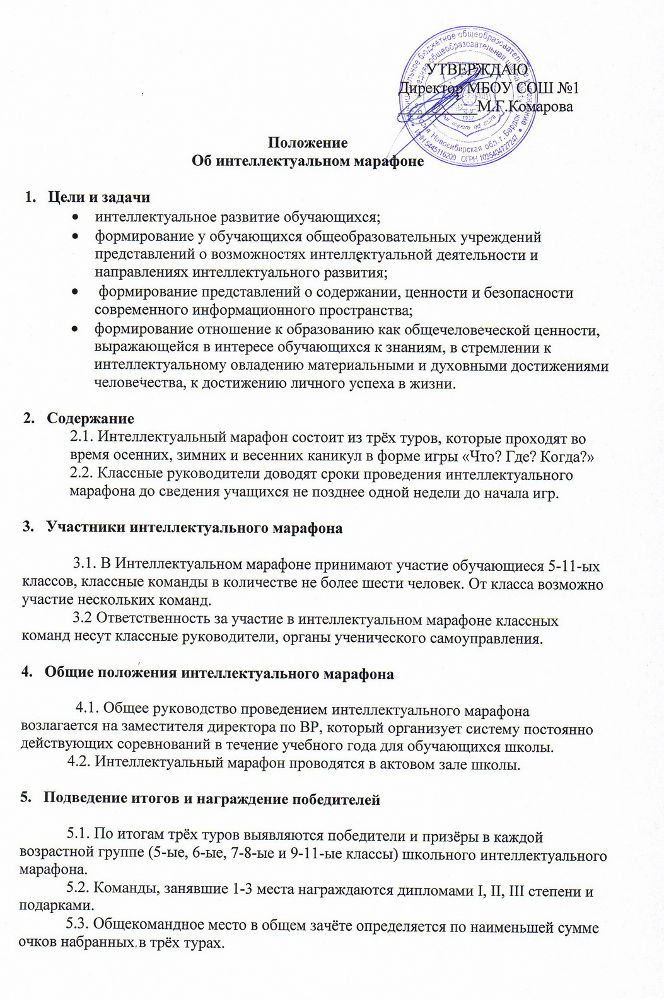 УТВЕРЖДАЮ
Директор МБОУ СОШ №1
__________М.Г.Комарова
Положение
Об интеллектуальном марафоне
1. Цели и задачи
• интеллектуальное развитие обучающихся;
• формирование у обучающихся общеобразовательных учреждений
представлений о возможностях интеллектуальной деятельности и
направлениях интеллектуального развития;
• формирование представлений о содержании, ценности и безопасности
современного информационного пространства;
• формирование отношение к образованию как общечеловеческой ценности,
выражающейся в интересе обучающихся к знаниям, в стремлении к
интеллектуальному овладению материальными и духовными достижениями
человечества, к достижению личного успеха в жизни.
2. Содержание
2.1. Интеллектуальный марафон состоит из трёх туров, которые проходят во
время осенних, зимних и весенних каникул в форме игры «Что? Где? Когда?»
2.2. Классные руководители доводят сроки проведения интеллектуального
марафона до сведения учащихся не позднее одной недели до начала игр.
3. Участники интеллектуального марафона
3.1. В Интеллектуальном марафоне принимают участие обучающиеся 5-11-ых
классов, классные команды в количестве не более шести человек. От класса возможно
участие нескольких команд.
3.2 Ответственность за участие в интеллектуальном марафоне классных
команд несут классные руководители, органы ученического самоуправления.
4. Общие положения интеллектуального марафона
4.1. Общее руководство проведением интеллектуального марафона
возлагается на заместителя директора по ВР, который организует систему постоянно
действующих соревнований в течение учебного года для обучающихся школы.
4.2. Интеллектуальный марафон проводятся в актовом зале школы.
5. Подведение итогов и награждение победителей
5.1. По итогам трёх туров выявляются победители и призёры в каждой
возрастной группе (5-ые, 6-ые, 7-8-ые и 9-11-ые классы) школьного интеллектуального
марафона.
5.2. Команды, занявшие 1-3 места награждаются дипломами I, II, III степени и
подарками.
5.3. Общекомандное место в общем зачёте определяется по наименьшей сумме
очков набранных в трёх турах.
бюджетное общеобразовательное учреждение
общеобразовательная школа
Новосибирская обл. г. Бердск
ИНН 5445116200 ОГРН 1035404727247
per aspera ad astra